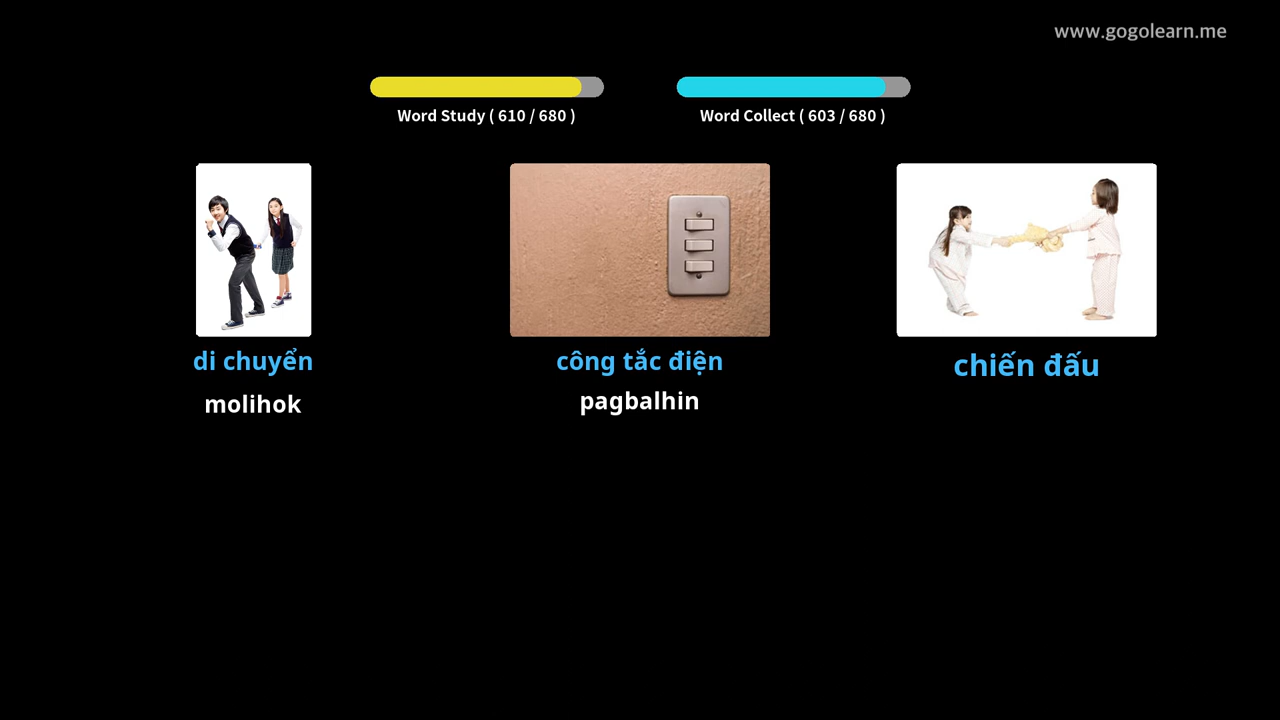 www.gogolearn.me
Word Study ( 610 / 680 )
Word Collect ( 603 / 680 )
di chuyển
công tắc điện
chiến đấu
molihok
pagbalhin